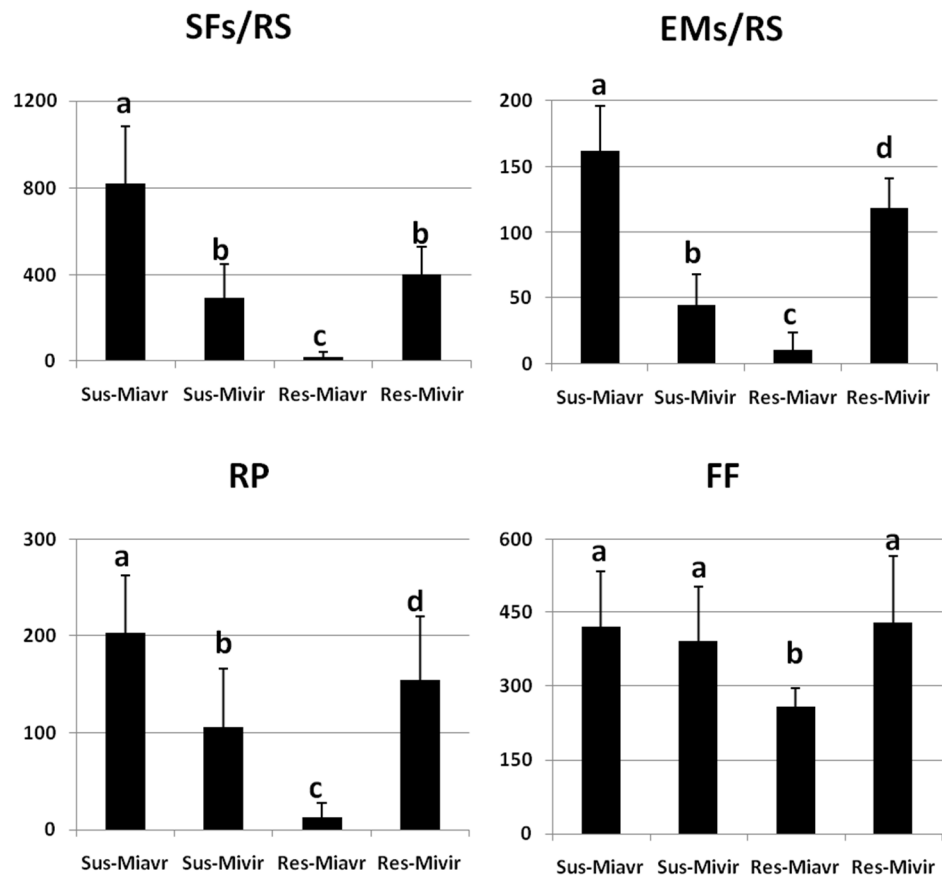 SFs/RS
1200
800
400
0
a
b
c
b
Sus-Miavr Sus-Mivir Res-Miavr Res-Mivir
EMs/RS
200
150
100
50
0
a
b
c
d
Sus-Miavr Sus-Mivir Res-Miavr Res-Mivir
RP
300
200
100
0
a
b
c
d
Sus-Miavr Sus-Mivir Res-Miavr Res-Mivir
FF
600
450
300
150
0
a
a
b
a
Sus-Miavr Sus-Mivir Res-Miavr Res-Mivir